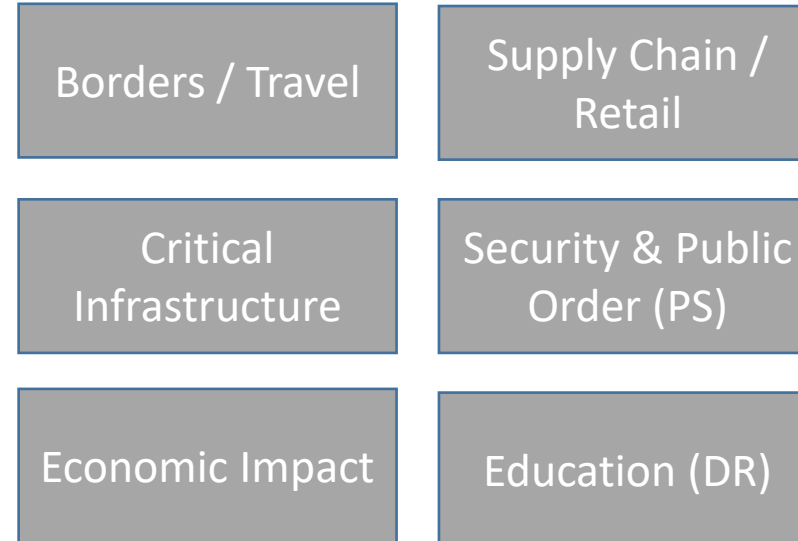 Borders / Travel
Supply Chain /
Retail
Critical
Infrastructure
Security & Public
Order (PS)
Economic Impact
Education (DR)